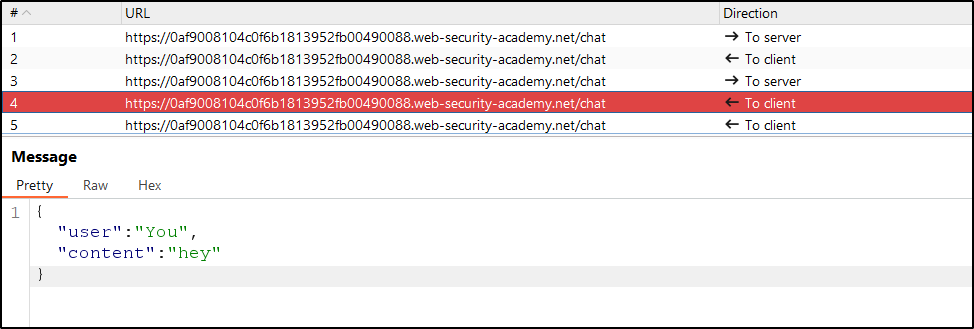 # URL Direction
1 https://0af9008104c0f6b1813952fb00490088.web-security-academy.net/chat → To server
2 https://0af9008104c0f6b1813952fb00490088.web-security-academy.net/chat ← To client
3 https://0af9008104c0f6b1813952fb00490088.web-security-academy.net/chat → To server
4 https://0af9008104c0f6b1813952fb00490088.web-security-academy.net/chat ← To client
5 https://0af9008104c0f6b1813952fb00490088.web-security-academy.net/chat ← To client
Message
Pretty Raw Hex
1 {
"user":"You",
"content":"hey"
}